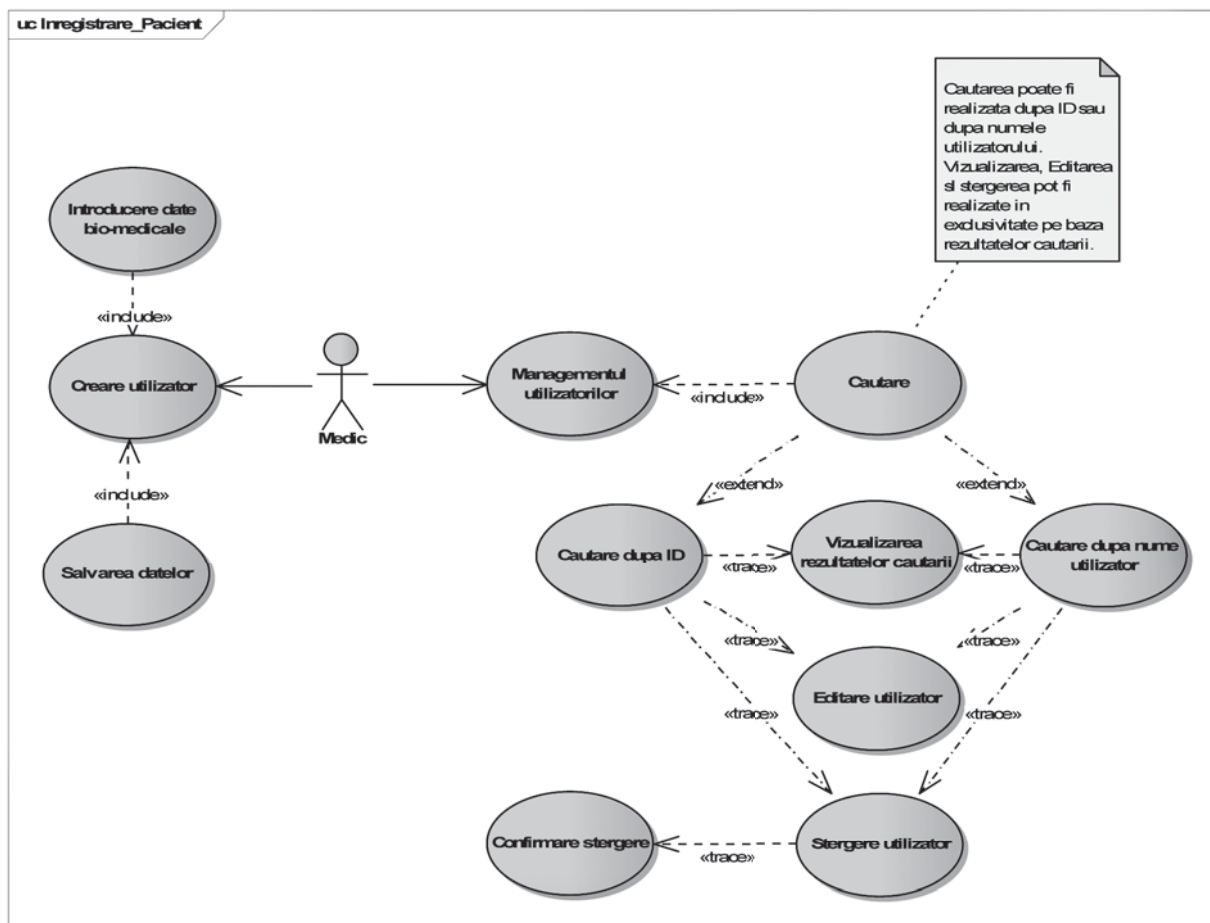 uc Inregistrare_Pacient
Cautarea poate fi
realizata dupa ID sau
dupa numele
utilizatorului.
Vizualizarea, Editarea
sl stergerea pot fi
realizate in
exclusivitate pe baza
rezultatelor cautarii.
Introducere date
bio-medicale
«include»
Creare utilizator
Medic
Managementul
utilizatorilor
«include»
Cautare
«include»
Salvarea datelor
«extend»
«extend»
Cautare dupa ID
«trace»
Vizualizarea
rezultatelor cautarii
«trace»
Cautare dupa nume
utilizator
«trace»
«trace»
Editare utilizator
«trace»
«trace»
Confirmare stergere
«trace»
Stergere utilizator